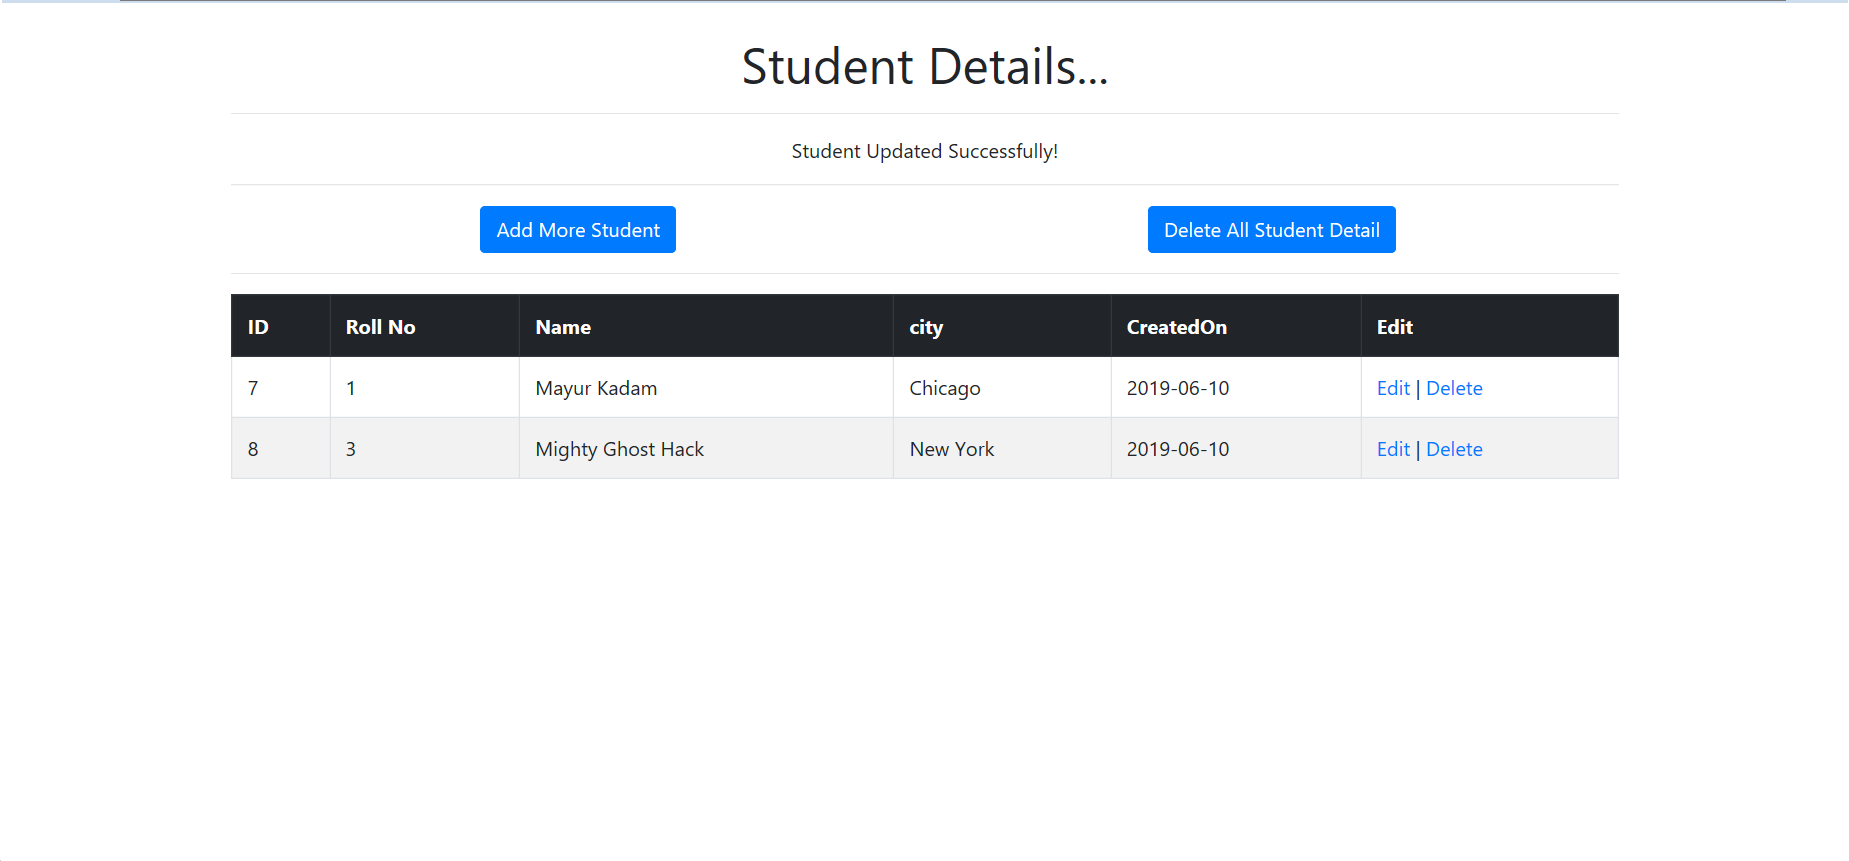 Student Details...
Student Updated Successfully!
Add More Student Delete All Student Detail
ID Roll No Name city CreatedOn Edit
7 1 Mayur Kadam Chicago 2019-06-10 Edit | Delete
8 3 Mighty Ghost Hack New York 2019-06-10 Edit | Delete